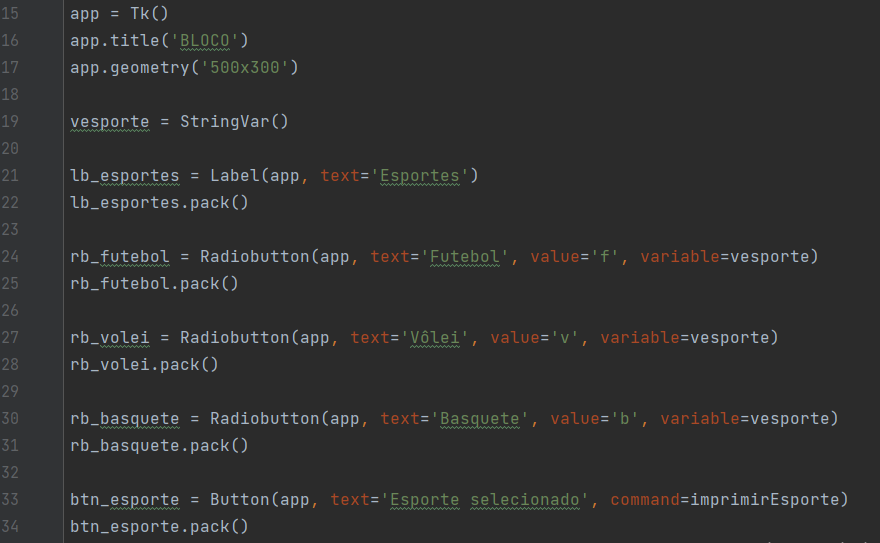 15 app = Tk()
16 app.title('BLOCO')
17 app.geometry('500x300')
18
19 vesporte = StringVar()
20
21 lb_esportes = Label(app, text='Esportes')
22 lb_esportes.pack()
23
24 rb_futebol = Radiobutton(app, text='Futebol', value='f', variable=vesporte)
25 rb_futebol.pack()
26
27 rb_volei = Radiobutton(app, text='Vôlei', value='v', variable=vesporte)
28 rb_volei.pack()
29
30 rb_basquete = Radiobutton(app, text='Basquete', value='b', variable=vesporte)
31 rb_basquete.pack()
32
33 btn_esporte = Button(app, text='Esporte selecionado', command=imprimirEsporte)
34 btn_esporte.pack()